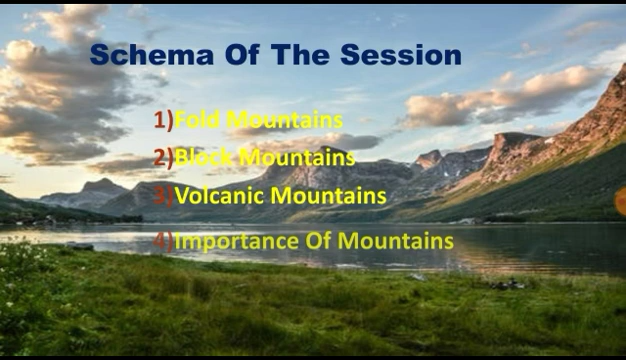 Schema Of The Session
1)Fold Mountains
2)Block Mountains
3)Volcanic Mountains
4)Importance Of Mountains